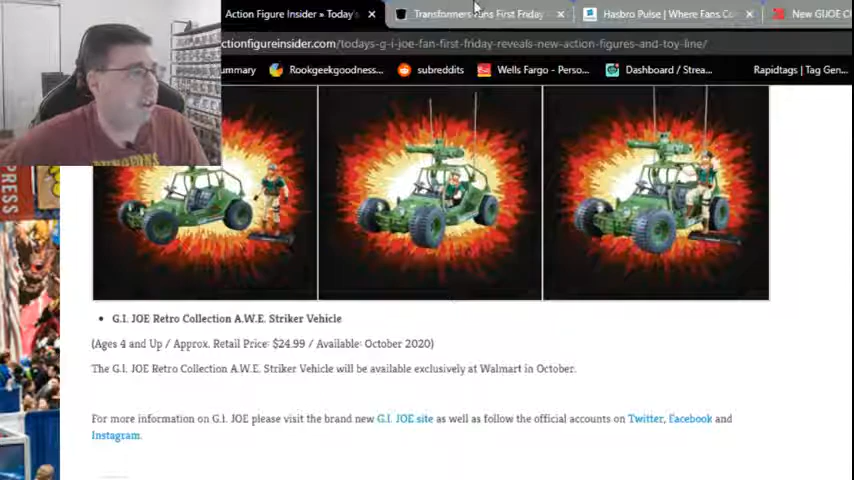 Action Figure Insider » Today'
Transformers Fans First Friday
Hasbro Pulse | Where Fans Co
New GIJOE C
ctionfigureinsider.com/todays-g-i-joe-fan-first-friday-reveals-new-action-figures-and-toy-line/
ummary
Rookgeekgoodness...
subreddits
Wells Fargo - Perso...
Dashboard / Strea...
Rapidtags | Tag Gen...
PRESS
• G.I. JOE Retro Collection A.W.E. Striker Vehicle
(Ages 4 and Up / Approx. Retail Price: $24.99 / Available: October 2020)
The G.I. JOE Retro Collection A.W.E. Striker Vehicle will be available exclusively at Walmart in October.
For more information on G.I. JOE please visit the brand new G.I. JOE site as well as follow the official accounts on Twitter, Facebook and
Instagram.